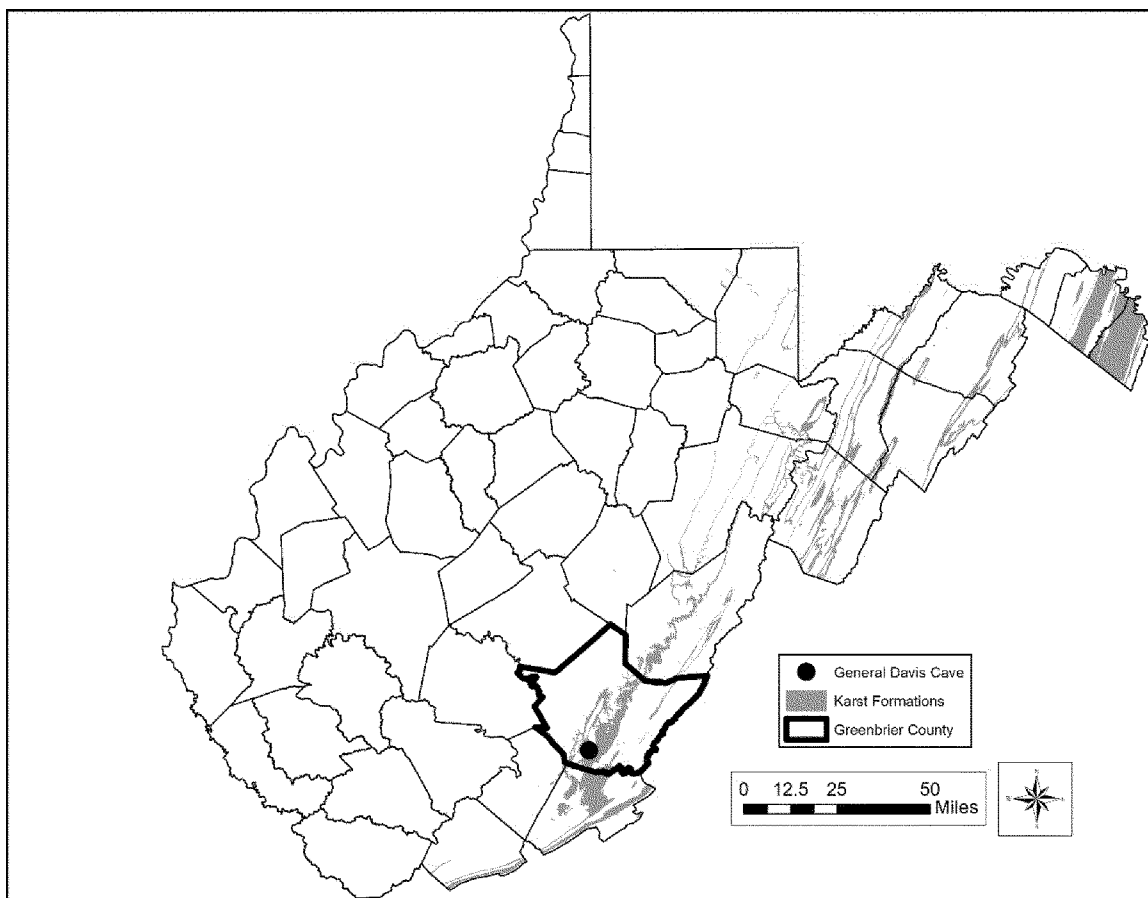 General Davis Cave
Karst Formations
Greenbrier County
0 12.5 25 50
Miles